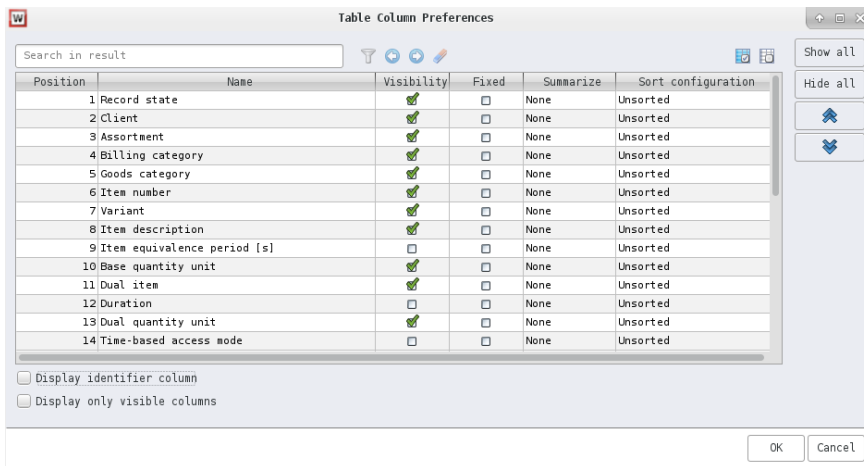 W Table Column Preferences
Search in result
Show all
Hide all
Position Name Visibility Fixed Summarize Sort configuration
1 Record state None Unsorted
2 Client None Unsorted
3 Assortment None Unsorted
4 Billing category None Unsorted
5 Goods category None Unsorted
6 Item number None Unsorted
7 Variant None Unsorted
8 Item description None Unsorted
9 Item equivalence period [s] None Unsorted
10 Base quantity unit None Unsorted
11 Dual item None Unsorted
12 Duration None Unsorted
13 Dual quantity unit None Unsorted
14 Time-based access mode None Unsorted
Display identifier column
Display only visible columns
OK Cancel